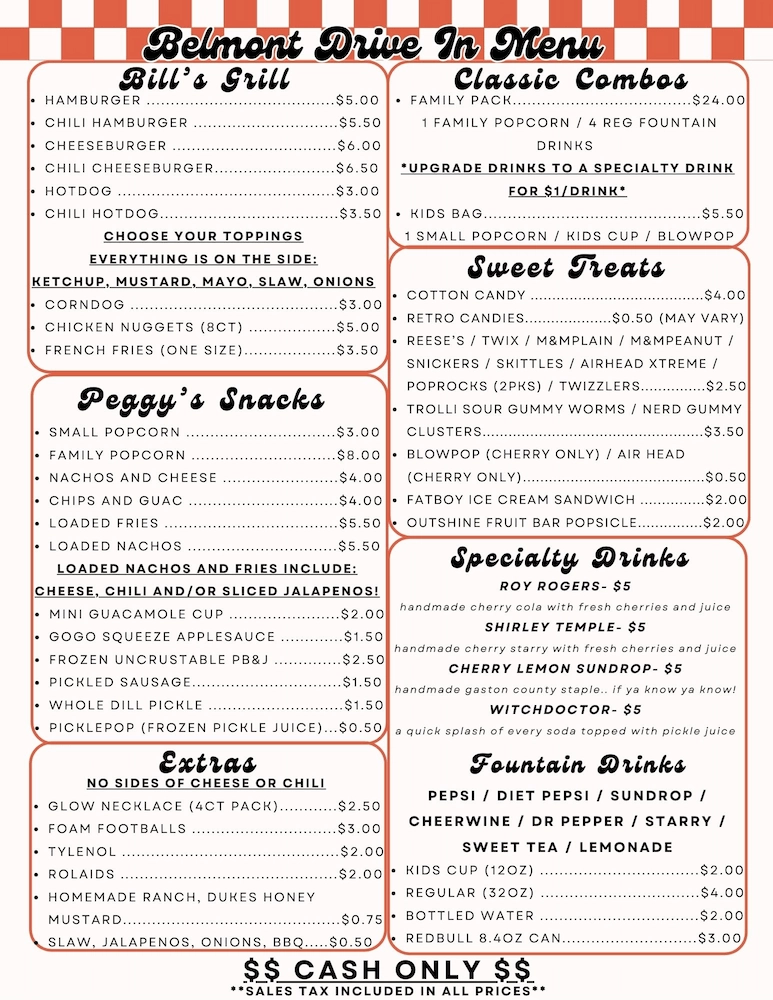 Belmont Drive In Menu
Bill's Grill
• HAMBURGER ...................................$5.00
• CHILI HAMBURGER ...........................$5.50
• CHEESEBURGER ...............................$6.00
• CHILI CHEESEBURGER.......................$6.50
• HOTDOG .........................................$3.00
• CHILI HOTDOG..................................$3.50
CHOOSE YOUR TOPPINGS
EVERYTHING IS ON THE SIDE:
KETCHUP, MUSTARD, MAYO, SLAW, ONIONS
• CORNDOG .......................................$3.00
• CHICKEN NUGGETS (8CT) .................$5.00
• FRENCH FRIES (ONE SIZE).................$3.50
Peggy's Snacks
• SMALL POPCORN .............................$3.00
• FAMILY POPCORN ............................$8.00
• NACHOS AND CHEESE ......................$4.00
• CHIPS AND GUAC .............................$4.00
• LOADED FRIES .................................$5.50
• LOADED NACHOS .............................$5.50
LOADED NACHOS AND FRIES INCLUDE:
CHEESE, CHILI AND/OR SLICED JALAPENOS!
• MINI GUACAMOLE CUP .....................$2.00
• GOGO SQUEEZE APPLESAUCE ............$1.50
• FROZEN UNCRUSTABLE PB&J .............$2.50
• PICKLED SAUSAGE............................$1.50
• WHOLE DILL PICKLE .........................$1.50
• PICKLEPOP (FROZEN PICKLE JUICE)...$0.50
Extras
NO SIDES OF CHEESE OR CHILI
• GLOW NECKLACE (4CT PACK)...........$2.50
• FOAM FOOTBALLS ...........................$3.00
• TYLENOL ........................................$2.00
• ROLAIDS ........................................$2.00
• HOMEMADE RANCH, DUKES HONEY
MUSTARD.........................................$0.75
• SLAW, JALAPENOS, ONIONS, BBQ.....$0.50
Classic Combos
• FAMILY PACK..................................$24.00
1 FAMILY POPCORN / 4 REG FOUNTAIN
DRINKS
*UPGRADE DRINKS TO A SPECIALTY DRINK
FOR $1/DRINK*
• KIDS BAG........................................$5.50
1 SMALL POPCORN / KIDS CUP / BLOWPOP
Sweet Treats
• COTTON CANDY ................................$4.00
• RETRO CANDIES................$0.50 (MAY VARY)
• REESE'S / TWIX / M&MPLAIN / M&MPEANUT /
SNICKERS / SKITTLES / AIRHEAD XTREME /
POPROCKS (2PKS) / TWIZZLERS.............$2.50
• TROLLI SOUR GUMMY WORMS / NERD GUMMY
CLUSTERS.........................................$3.50
• BLOWPOP (CHERRY ONLY) / AIR HEAD
(CHERRY ONLY)..................................$0.50
• FATBOY ICE CREAM SANDWICH ............$2.00
• OUTSHINE FRUIT BAR POPSICLE............$2.00
Specialty Drinks
ROY ROGERS- $5
handmade cherry cola with fresh cherries and juice
SHIRLEY TEMPLE- $5
handmade cherry starry with fresh cherries and juice
CHERRY LEMON SUNDROP- $5
handmade gaston county staple.. if ya know ya know!
WITCHDOCTOR- $5
a quick splash of every soda topped with pickle juice
Fountain Drinks
PEPSI / DIET PEPSI / SUNDROP /
CHEERWINE / DR PEPPER / STARRY /
SWEET TEA / LEMONADE
• KIDS CUP (12OZ) ..............................$2.00
• REGULAR (32OZ) ..............................$4.00
• BOTTLED WATER ..............................$2.00
• REDBULL 8.4OZ CAN.........................$3.00
$$ CASH ONLY $$
**SALES TAX INCLUDED IN ALL PRICES**